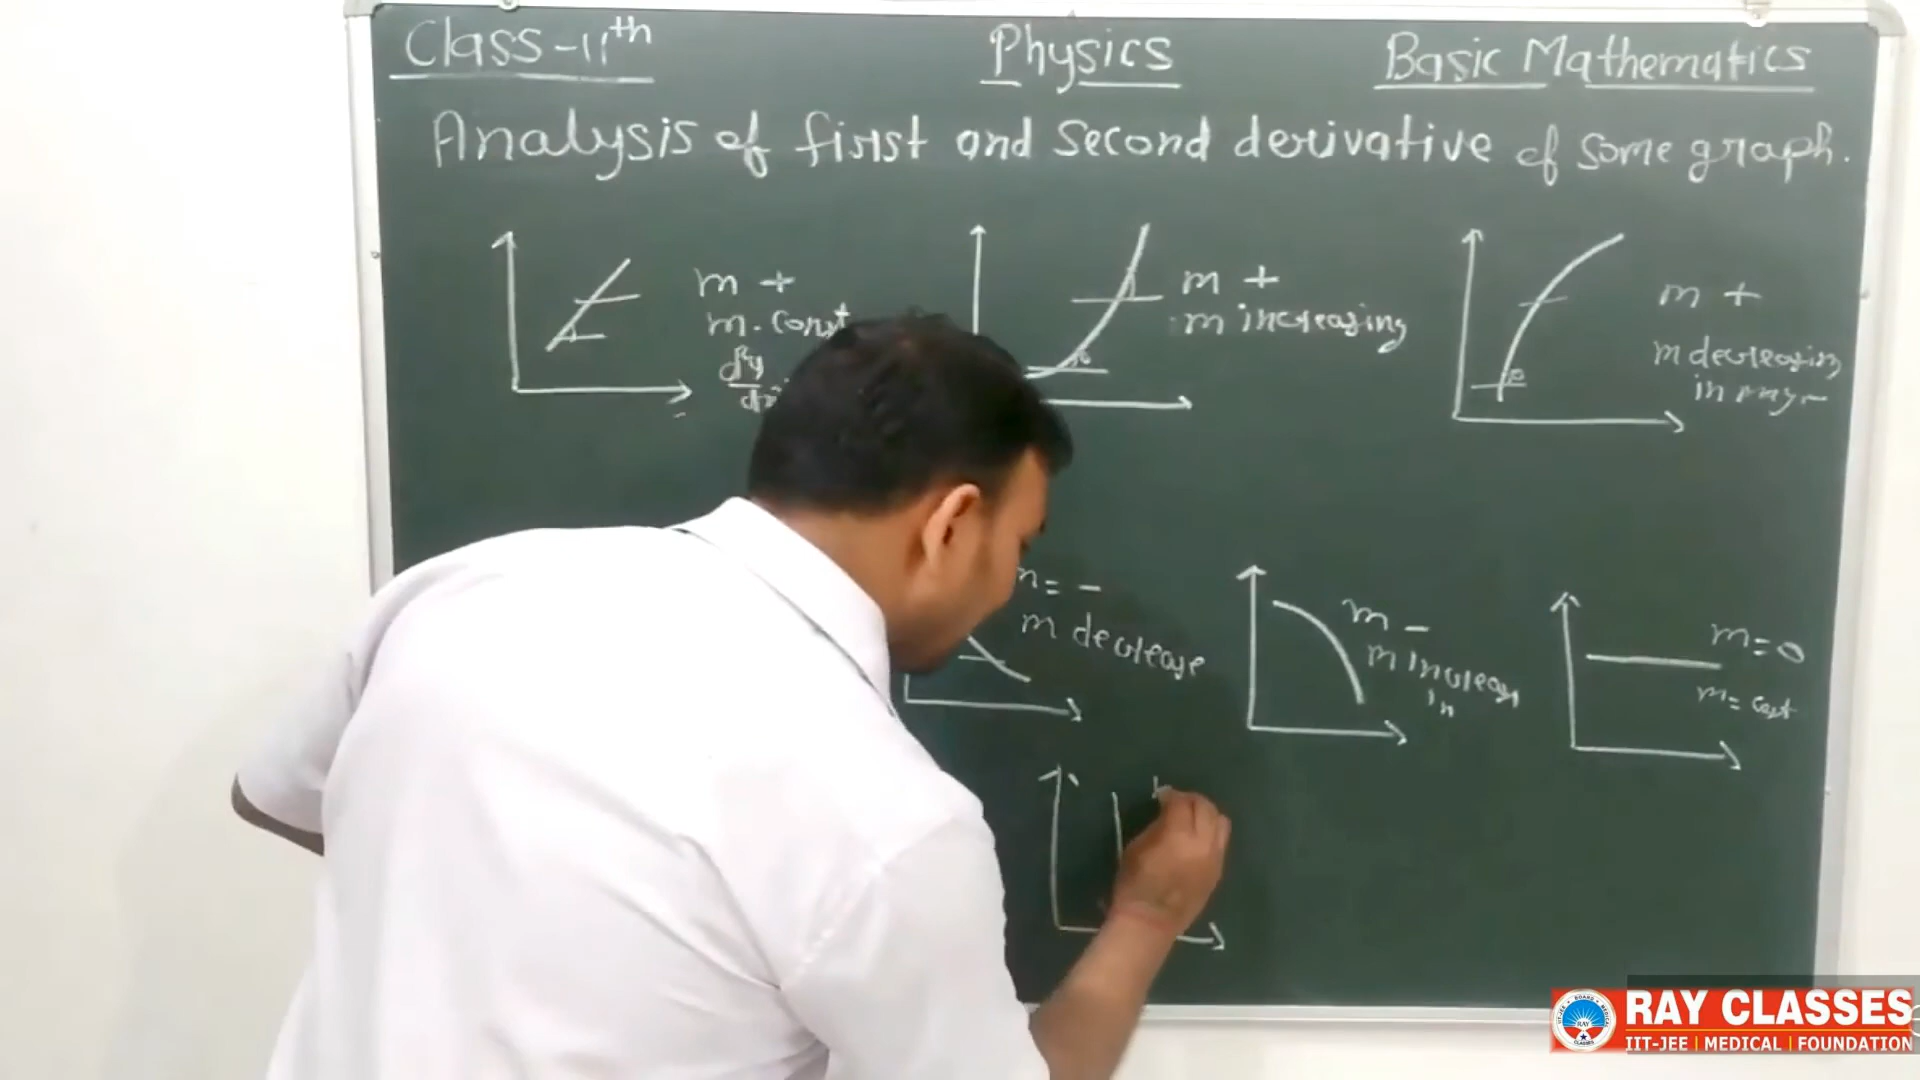 Class-11th
Physics
Basic Mathematics
Analysis of first and second derivative of some graph.
m +
m. const
dy
m +
m increasing
m +
m decreasing
in mag.-
= -
m decrease
m -
m increas
in
m = 0
m = cost
RAY CLASSES
IIT-JEE | MEDICAL | FOUNDATION